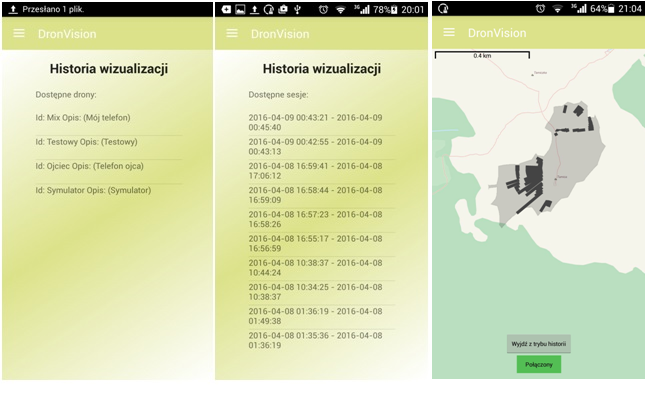 Przesłano 1 plik.
DronVision
Historia wizualizacji
Dostępne drony:
Id: Mix Opis: (Mój telefon)
Id: Testowy Opis: (Testowy)
Id: Ojciec Opis: (Telefon ojca)
Id: Symulator Opis: (Symulator)
3G 78% 20:01
DronVision
Historia wizualizacji
Dostępne sesje:
2016-04-09 00:43:21 - 2016-04-09
00:45:40
2016-04-09 00:42:55 - 2016-04-09
00:43:13
2016-04-08 16:59:41 - 2016-04-08
17:06:12
2016-04-08 16:58:44 - 2016-04-08
16:59:09
2016-04-08 16:57:23 - 2016-04-08
16:58:26
2016-04-08 16:55:17 - 2016-04-08
16:56:59
2016-04-08 10:38:37 - 2016-04-08
10:44:24
2016-04-08 10:34:25 - 2016-04-08
10:38:37
2016-04-08 01:36:19 - 2016-04-08
01:49:38
2016-04-08 01:35:36 - 2016-04-08
01:36:19
3G 64% 21:04
DronVision
0.4 km
Wyjdź z trybu historii
Połączony